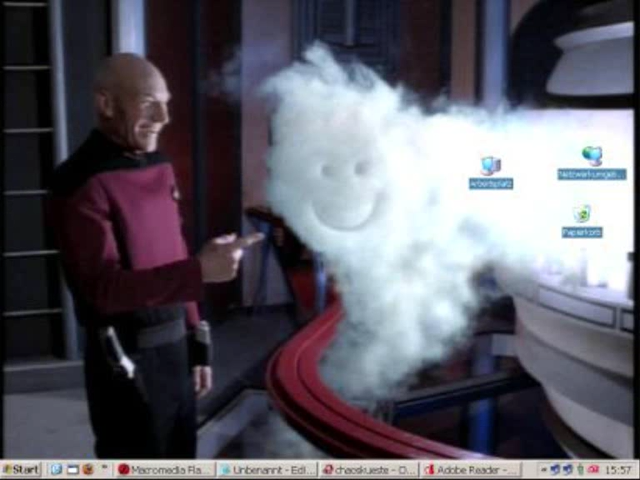 Arbeitsplatz
Netzwerkumgeb...
Papierkorb
Start
Macromedia Fla...
Unbenannt - Edi...
chaoskueste - O...
Adobe Reader - ...
15:57